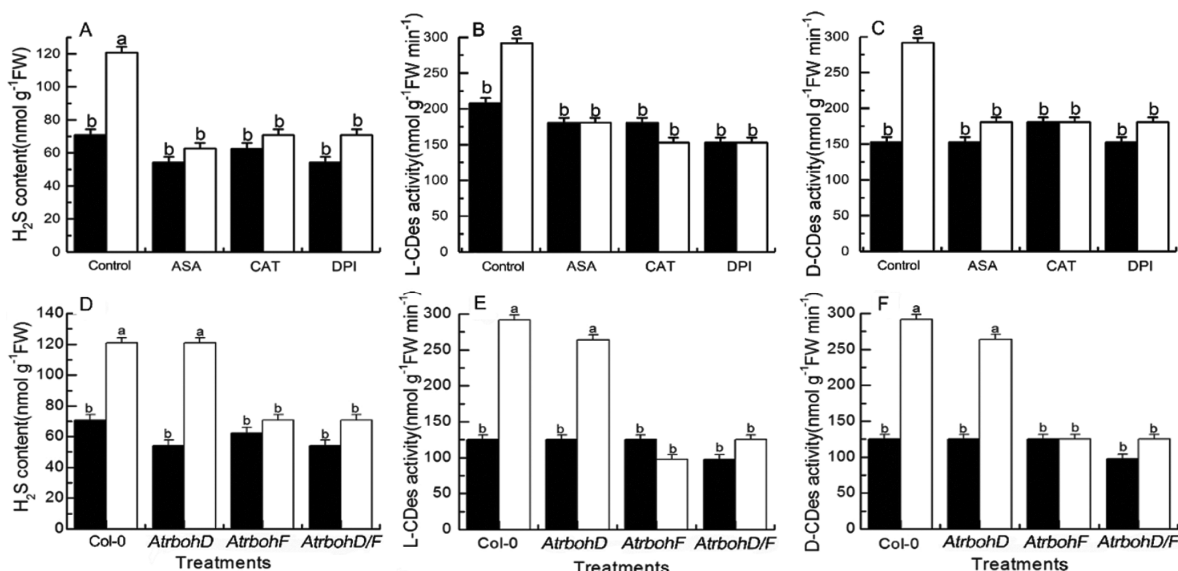 A
H₂S content(nmol g⁻¹FW)
120
100
80
60
40
20
0
b
a
b
b
b
b
b
b
Control
ASA
CAT
DPI
B
L-CDes activity(nmol g⁻¹FW min⁻¹)
300
250
200
150
100
50
0
b
a
b
b
b
b
b
b
Control
ASA
CAT
DPI
C
D-CDes activity(nmol g⁻¹FW min⁻¹)
300
250
200
150
100
50
0
b
a
b
b
b
b
b
b
Control
ASA
CAT
DPI
D
H₂S content(nmol g⁻¹FW)
140
120
100
80
60
40
20
0
b
a
b
a
b
b
b
b
Col-0
AtrbohD
AtrbohF
AtrbohD/F
Treatments
E
L-CDes activity(nmol g⁻¹FW min⁻¹)
300
250
200
150
100
50
0
b
a
b
a
b
b
b
b
Col-0
AtrbohD
AtrbohF
AtrbohD/F
Treatments
F
D-CDes activity(nmol g⁻¹FW min⁻¹)
300
250
200
150
100
50
0
b
a
b
a
b
b
b
b
Col-0
AtrbohD
AtrbohF
AtrbohD/F
Treatments